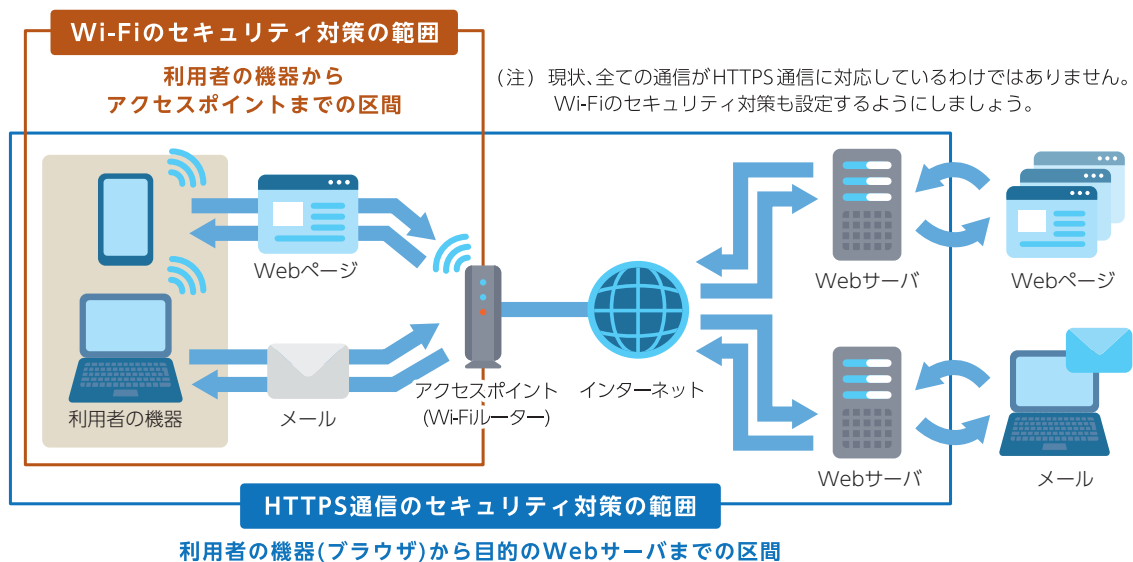 Wi-Fiのセキュリティ対策の範囲
利用者の機器から
アクセスポイントまでの区間
(注) 現状、全ての通信がHTTPS通信に対応しているわけではありません。
Wi-Fiのセキュリティ対策も設定するようにしましょう。
Webページ
Webサーバ
Webページ
利用者の機器
メール
アクセスポイント
(Wi-Fiルーター)
インターネット
Webサーバ
メール
HTTPS通信のセキュリティ対策の範囲
利用者の機器(ブラウザ)から目的のWebサーバまでの区間